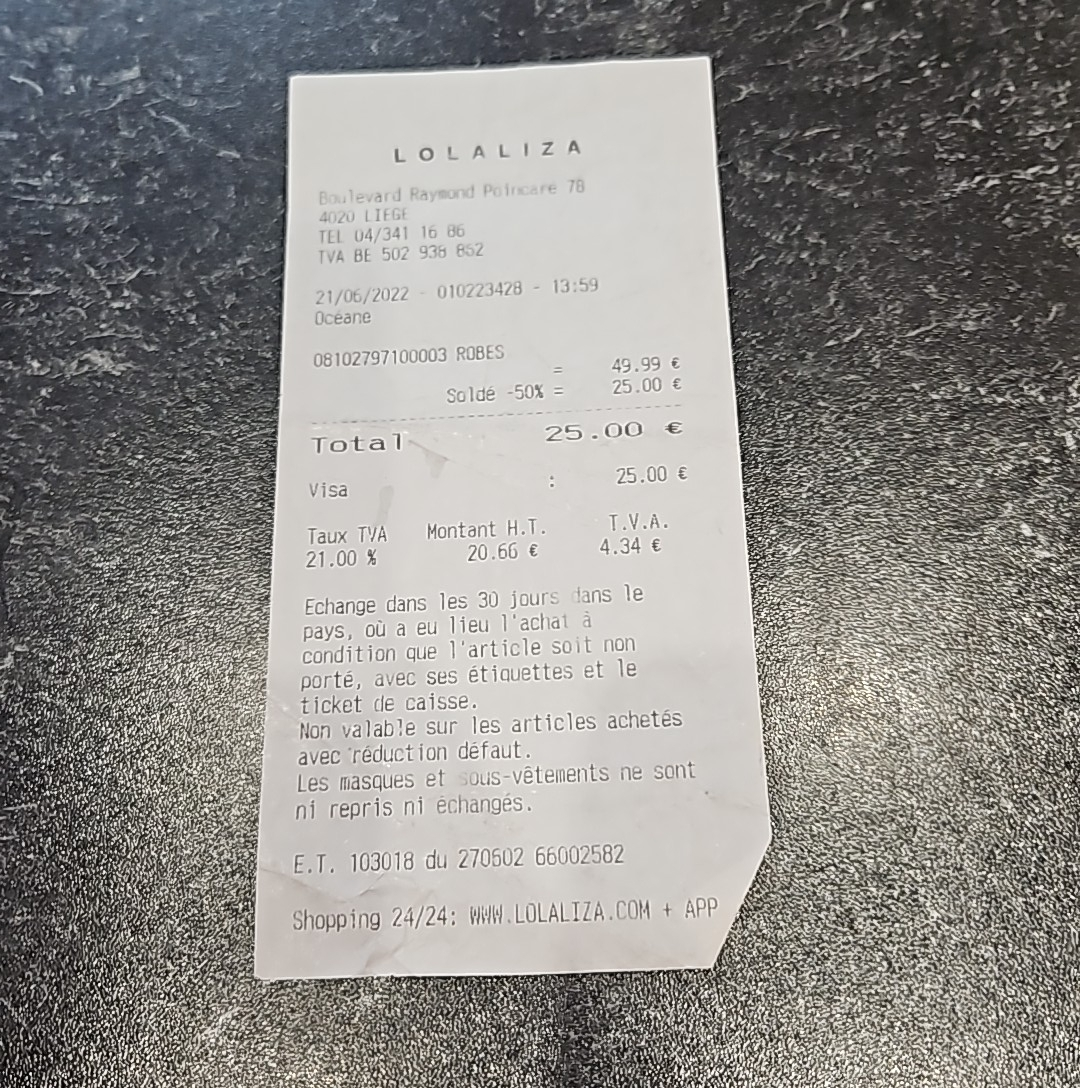 LOLALIZA
Boulevard Raymond Poincare 78
4020 LIEGE
TEL 04/341 16 86
TVA BE 502 938 852
21/06/2022 - 010223428 - 13:59
Océane
08102797100003 ROBES
= 49.99 €
Soldé -50% = 25.00 €
Total 25.00 €
Visa : 25.00 €
Taux TVA Montant H.T. T.V.A.
21.00 % 20.66 € 4.34 €
Echange dans les 30 jours dans le
pays, où a eu lieu l'achat à
condition que l'article soit non
porté, avec ses étiquettes et le
ticket de caisse.
Non valable sur les articles achetés
avec réduction défaut.
Les masques et sous-vêtements ne sont
ni repris ni échangés.
E.T. 103018 du 270602 66002582
Shopping 24/24: WWW.LOLALIZA.COM + APP